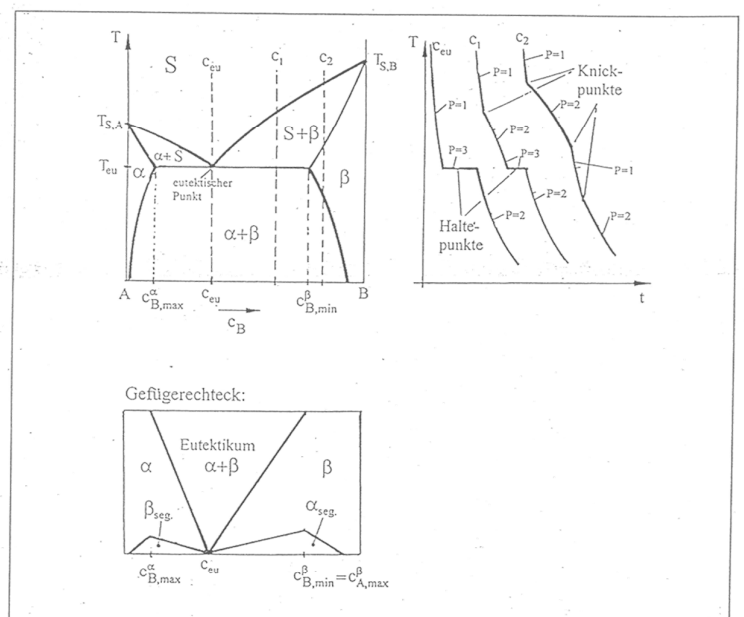 T
S
c_eu
c_1
c_2
T_S,B
T_S,A
S+β
α+S
T_eu
α
eutektischer
Punkt
β
α+β
A
c^α_B,max
c_eu
c^β_B,min
B
c_B
T
c_eu
c_1
c_2
P=1
P=1
Knick-
punkte
P=1
P=2
P=2
P=3
P=3
P=1
Halte-
punkte
P=2
P=2
P=2
t
Gefügerechteck:
Eutektikum
α
α+β
β
β_seg.
α_seg.
c^α_B,max
c_eu
c^β_B,min = c^β_A,max